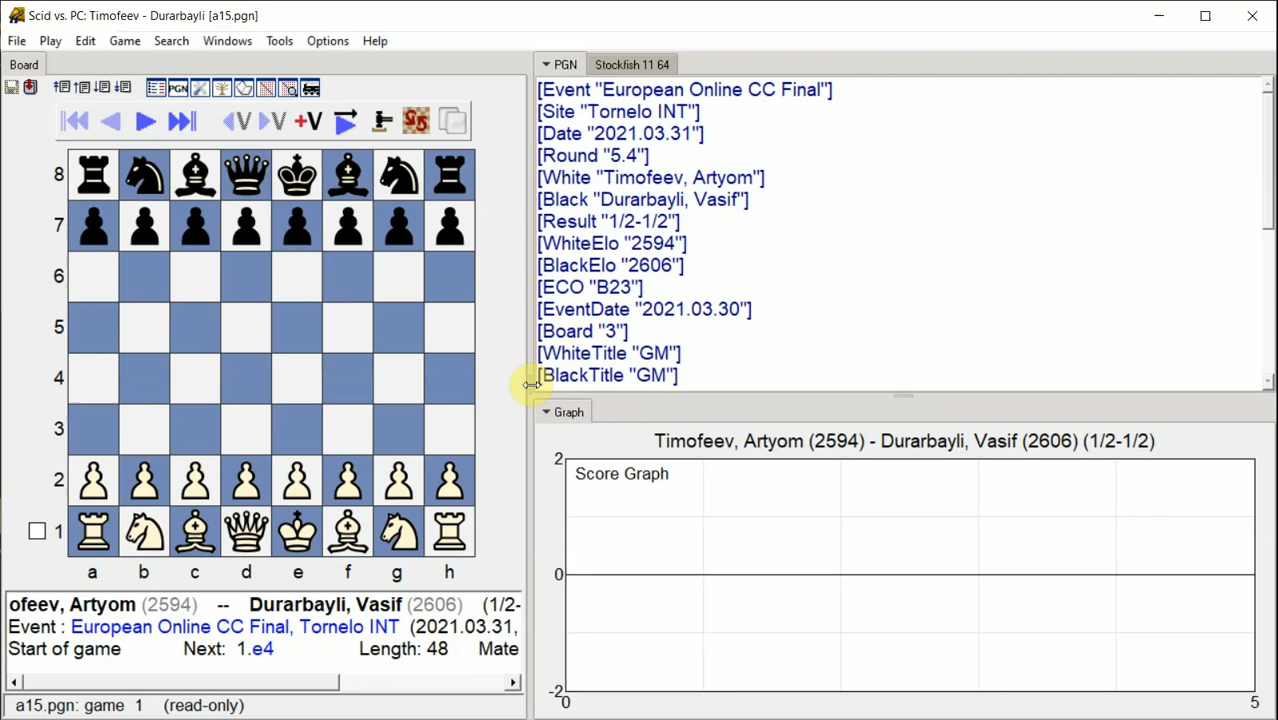 Scid vs. PC: Timofeev - Durarbayli [a15.pgn]
File Play Edit Game Search Windows Tools Options Help
Board
PGN
V V +V
8
7
6
5
4
3
2
1
a b c d e f g h
ofeev, Artyom (2594) -- Durarbayli, Vasif (2606) (1/2-
Event : European Online CC Final, Tornelo INT (2021.03.31,
Start of game Next: 1.e4 Length: 48 Mate
a15.pgn: game 1 (read-only)
PGN Stockfish 11 64
[Event "European Online CC Final"]
[Site "Tornelo INT"]
[Date "2021.03.31"]
[Round "5.4"]
[White "Timofeev, Artyom"]
[Black "Durarbayli, Vasif"]
[Result "1/2-1/2"]
[WhiteElo "2594"]
[BlackElo "2606"]
[ECO "B23"]
[EventDate "2021.03.30"]
[Board "3"]
[WhiteTitle "GM"]
[BlackTitle "GM"]
Graph
Timofeev, Artyom (2594) - Durarbayli, Vasif (2606) (1/2-1/2)
2
Score Graph
0
-2
0 5